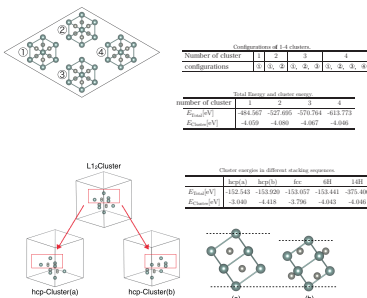 ②
①
④
③
Configurations of 1-4 clusters.
Number of cluster 1 2 3 4
configurations ① ①, ② ①, ②, ③ ①, ②, ③, ④
Total Energy and cluster energy.
number of cluster 1 2 3 4
E_Total[eV] -484.567 -527.695 -570.764 -613.773
E_Cluster[eV] -4.059 -4.080 -4.067 -4.046
L1₂Cluster
hcp-Cluster(a)
hcp-Cluster(b)
Cluster energies in different stacking sequences.
hcp(a) hcp(b) fcc 6H 14H
E_Total[eV] -152.543 -153.920 -153.057 -153.441 -375.400
E_Cluster[eV] -3.040 -4.418 -3.796 -4.043 -4.046
(a)
(b)